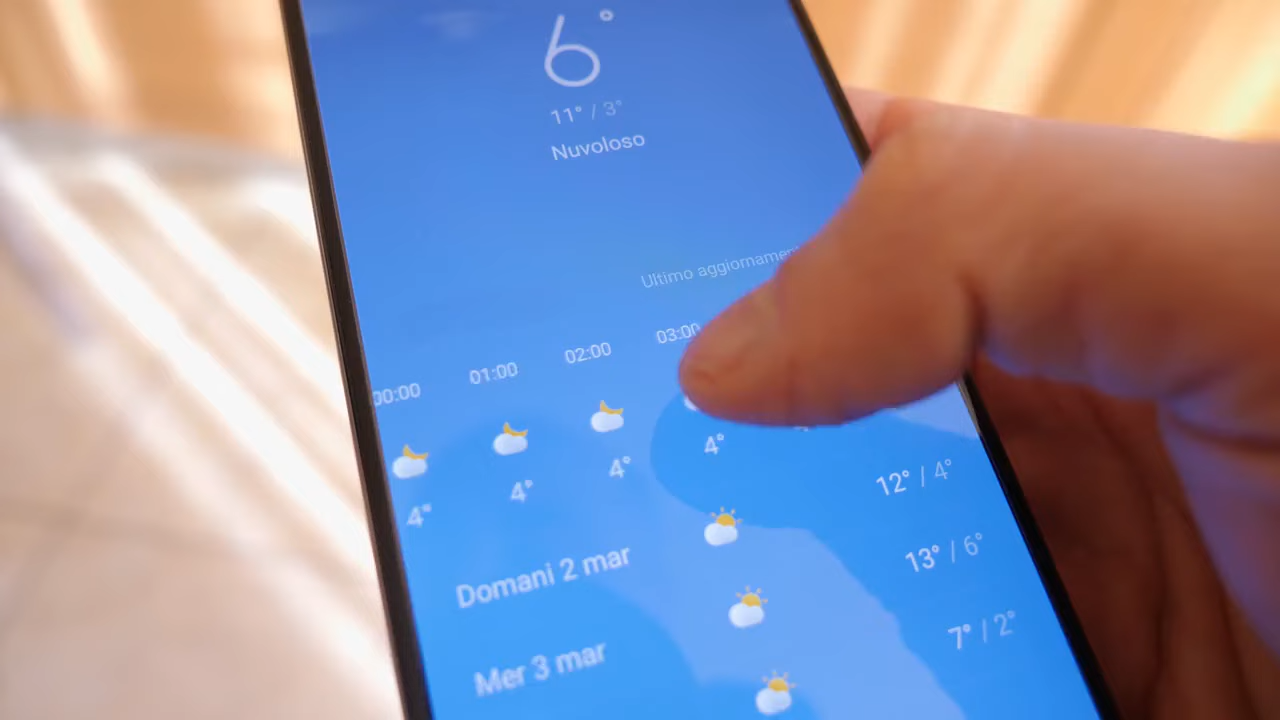 6°
11° / 3°
Nuvoloso
Ultimo
00:00 01:00 02:00 03:00
4° 4° 4° 4°
Domani 2 mar 12° / 4°
Mer 3 mar 13° / 6°
7° / 2°